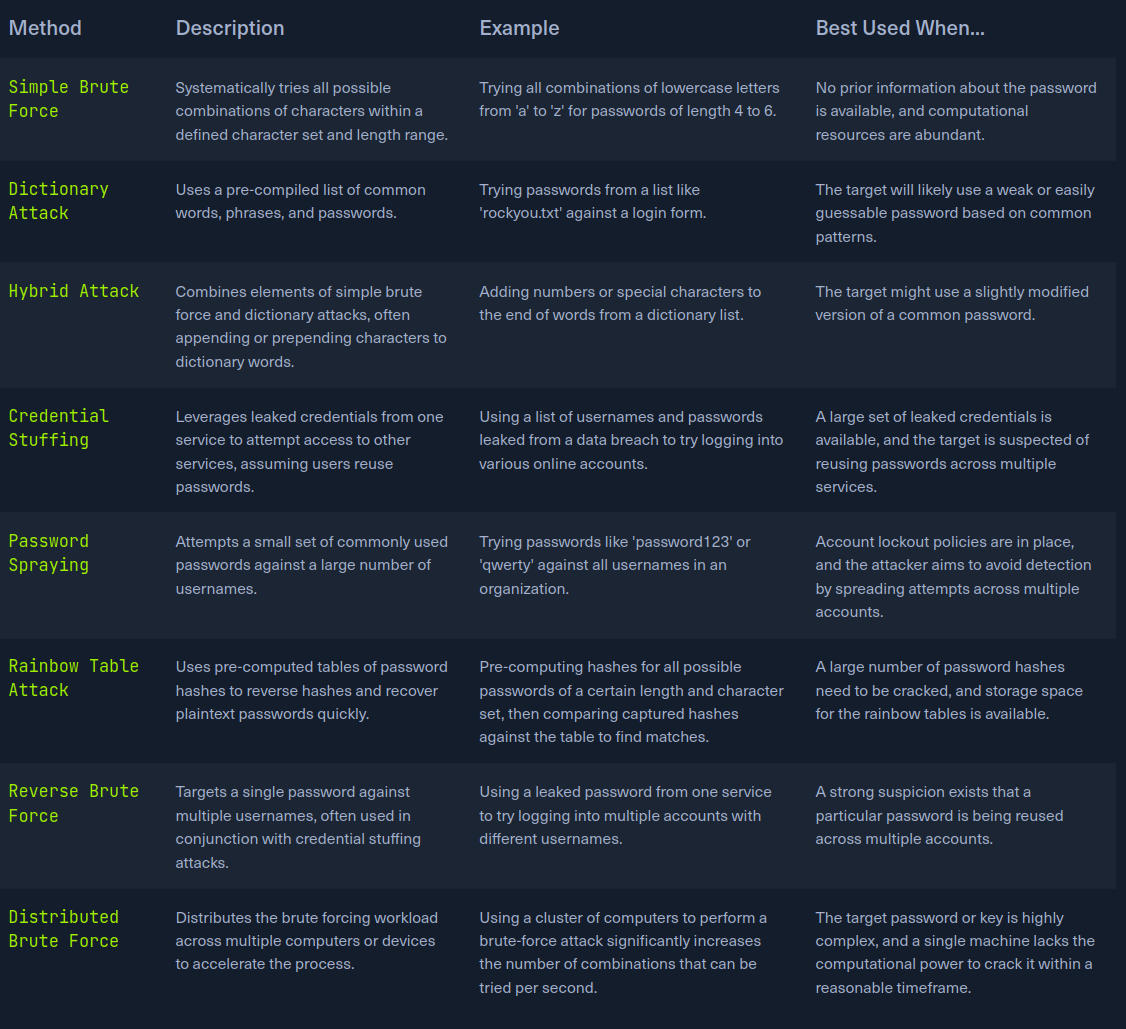 Method Description Example Best Used When...
Simple Brute
Force
Systematically tries all possible
combinations of characters within a
defined character set and length range.
Trying all combinations of lowercase letters
from 'a' to 'z' for passwords of length 4 to 6.
No prior information about the password
is available, and computational
resources are abundant.
Dictionary
Attack
Uses a pre-compiled list of common
words, phrases, and passwords.
Trying passwords from a list like
'rockyou.txt' against a login form.
The target will likely use a weak or easily
guessable password based on common
patterns.
Hybrid Attack
Combines elements of simple brute
force and dictionary attacks, often
appending or prepending characters to
dictionary words.
Adding numbers or special characters to
the end of words from a dictionary list.
The target might use a slightly modified
version of a common password.
Credential
Stuffing
Leverages leaked credentials from one
service to attempt access to other
services, assuming users reuse
passwords.
Using a list of usernames and passwords
leaked from a data breach to try logging into
various online accounts.
A large set of leaked credentials is
available, and the target is suspected of
reusing passwords across multiple
services.
Password
Spraying
Attempts a small set of commonly used
passwords against a large number of
usernames.
Trying passwords like 'password123' or
'qwerty' against all usernames in an
organization.
Account lockout policies are in place,
and the attacker aims to avoid detection
by spreading attempts across multiple
accounts.
Rainbow Table
Attack
Uses pre-computed tables of password
hashes to reverse hashes and recover
plaintext passwords quickly.
Pre-computing hashes for all possible
passwords of a certain length and character
set, then comparing captured hashes
against the table to find matches.
A large number of password hashes
need to be cracked, and storage space
for the rainbow tables is available.
Reverse Brute
Force
Targets a single password against
multiple usernames, often used in
conjunction with credential stuffing
attacks.
Using a leaked password from one service
to try logging into multiple accounts with
different usernames.
A strong suspicion exists that a
particular password is being reused
across multiple accounts.
Distributed
Brute Force
Distributes the brute forcing workload
across multiple computers or devices
to accelerate the process.
Using a cluster of computers to perform a
brute-force attack significantly increases
the number of combinations that can be
tried per second.
The target password or key is highly
complex, and a single machine lacks the
computational power to crack it within a
reasonable timeframe.